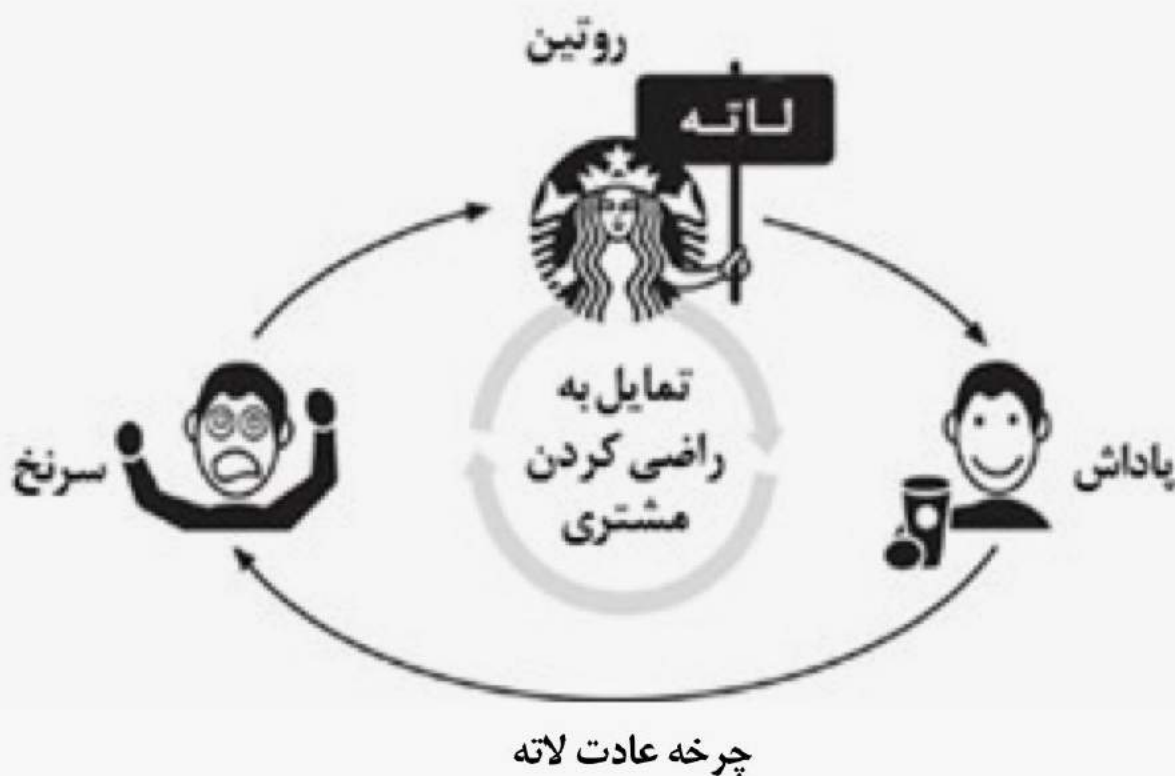 روتین
لاته
تمایل به
راضی کردن
مشتری
پاداش
سرنخ
چرخه عادت لاته